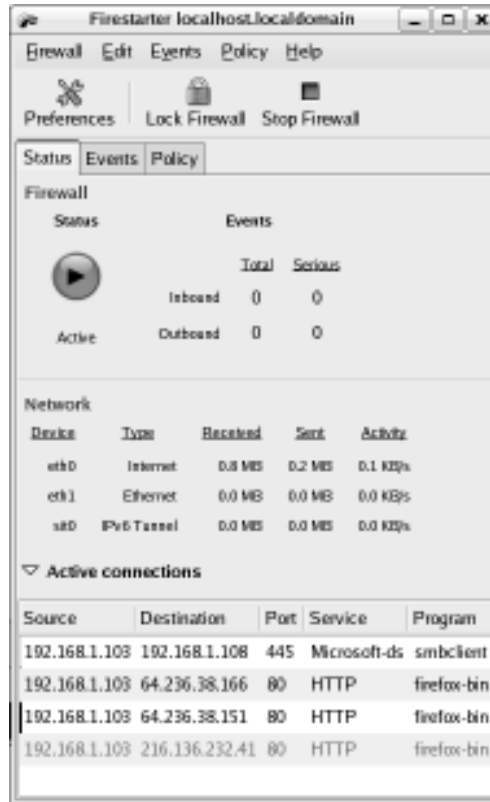 Firestarter localhost.localdomain
Firewall Edit Events Policy Help
Preferences Lock Firewall Stop Firewall
Status Events Policy
Firewall
Status Events
Total Serious
Inbound 0 0
Active Outbound 0 0
Network
Device Type Received Sent Activity
eth0 Internet 0.8 MB 0.2 MB 0.1 KB/s
eth1 Ethernet 0.0 MB 0.0 MB 0.0 KB/s
sit0 IPv6 Tunnel 0.0 MB 0.0 MB 0.0 KB/s
Active connections
Source Destination Port Service Program
192.168.1.103 192.168.1.108 445 Microsoft-ds smbclient
192.168.1.103 64.236.38.166 80 HTTP firefox-bin
192.168.1.103 64.236.38.151 80 HTTP firefox-bin
192.168.1.103 216.136.232.41 80 HTTP firefox-bin